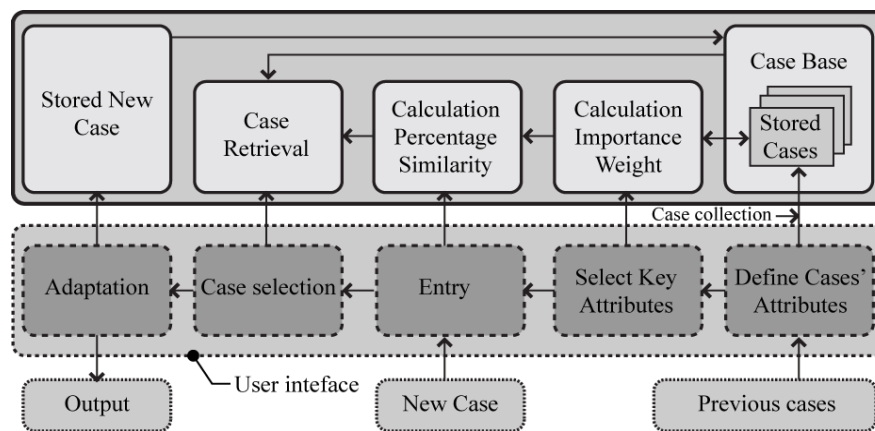 Stored New
Case
Case
Retrieval
Calculation
Percentage
Similarity
Calculation
Importance
Weight
Case Base
Stored
Cases
Case collection
Adaptation
Case selection
Entry
Select Key
Attributes
Define Cases'
Attributes
User inteface
Output
New Case
Previous cases